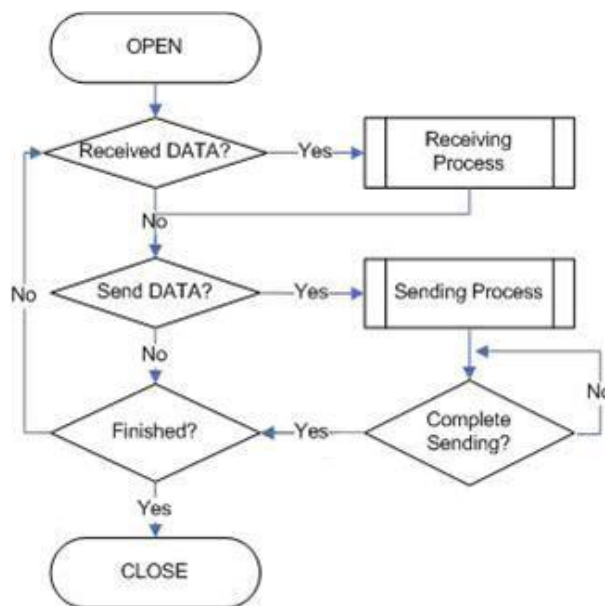 OPEN
Received DATA?
Yes
Receiving
Process
No
Send DATA?
Yes
Sending Process
No
No
Finished?
Yes
Complete
Sending?
No
Yes
CLOSE